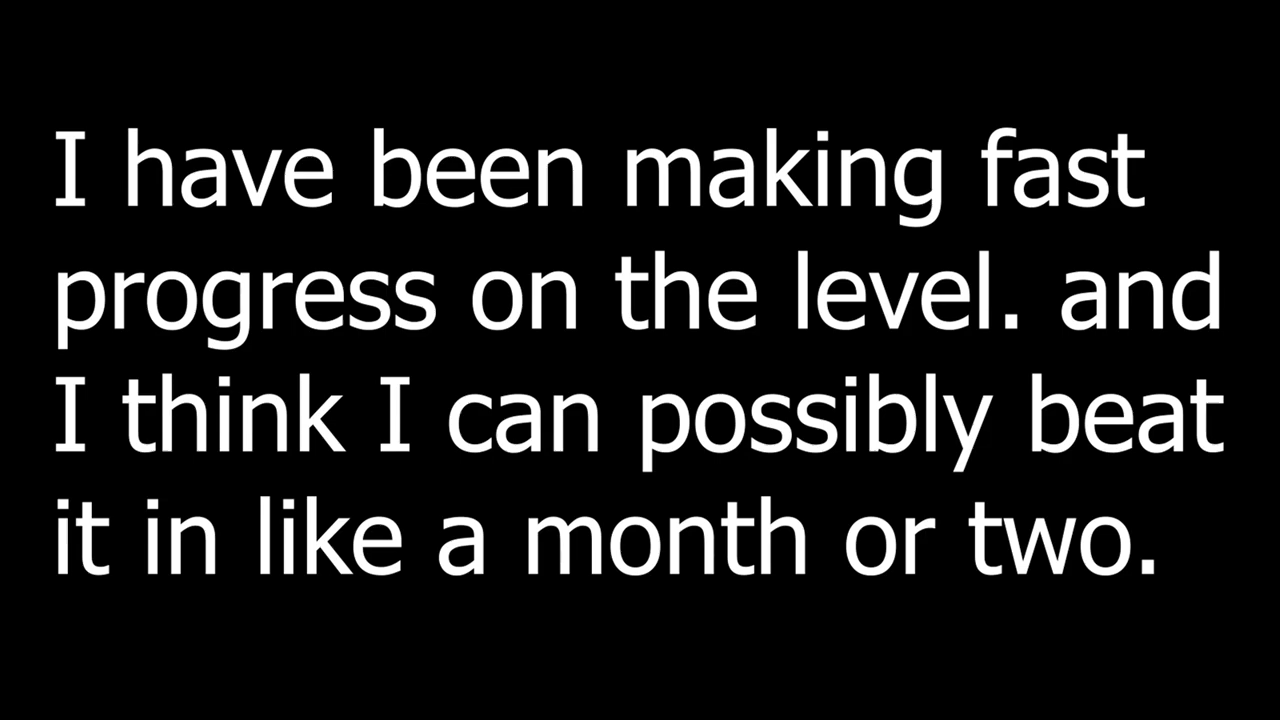 I have been making fast
progress on the level. and
I think I can possibly beat
it in like a month or two.